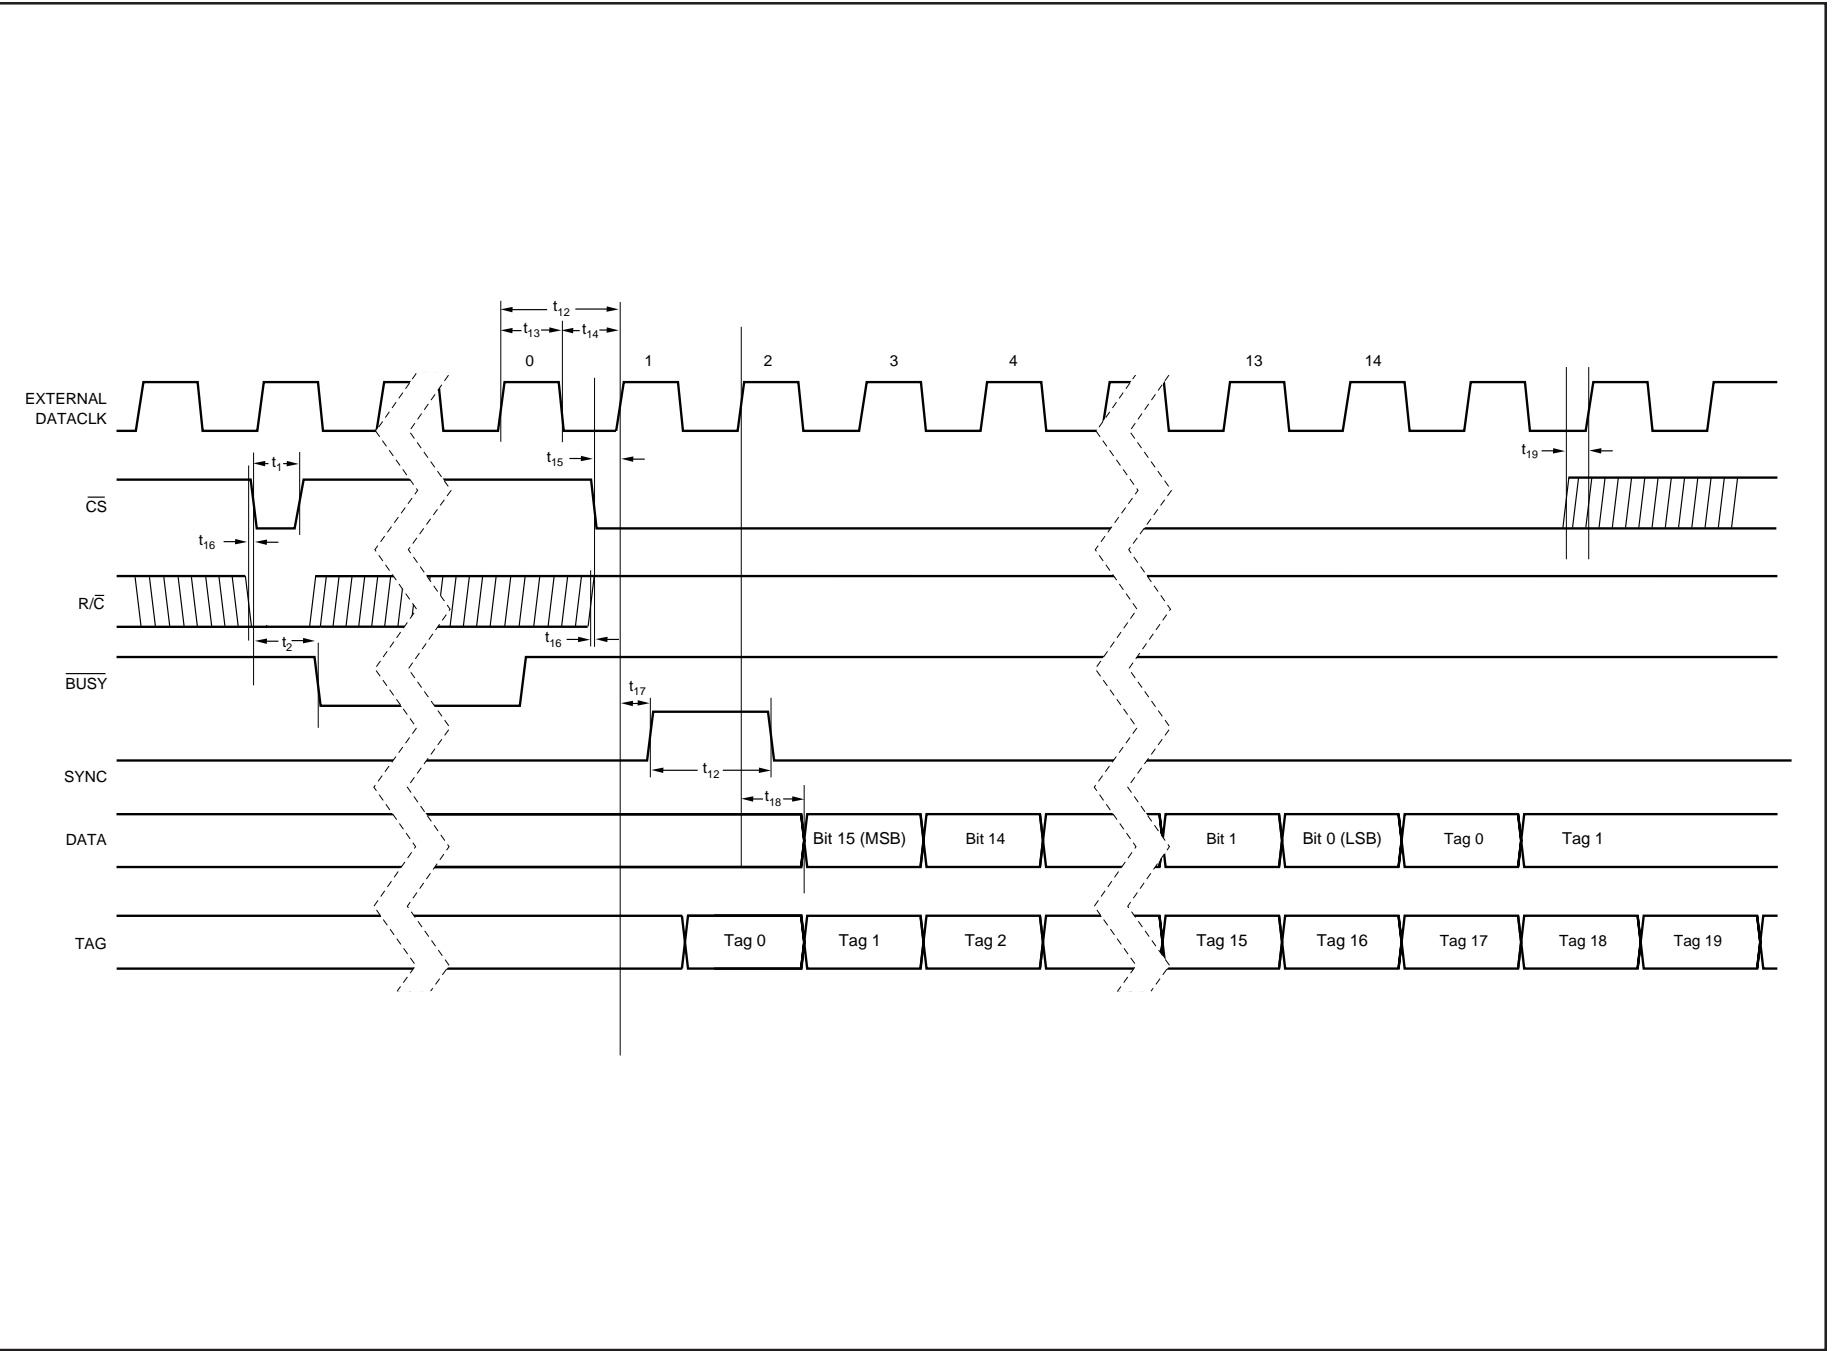 t12
t13 t14
0 1 2 3 4 13 14
EXTERNAL
DATACLK
t15
t19
t1
C̅S̅
t16
R/C̅
t16
t2
B̅U̅S̅Y̅
t17
SYNC
t12
t18
DATA Bit 15 (MSB) Bit 14 Bit 1 Bit 0 (LSB) Tag 0 Tag 1
TAG Tag 0 Tag 1 Tag 2 Tag 15 Tag 16 Tag 17 Tag 18 Tag 19